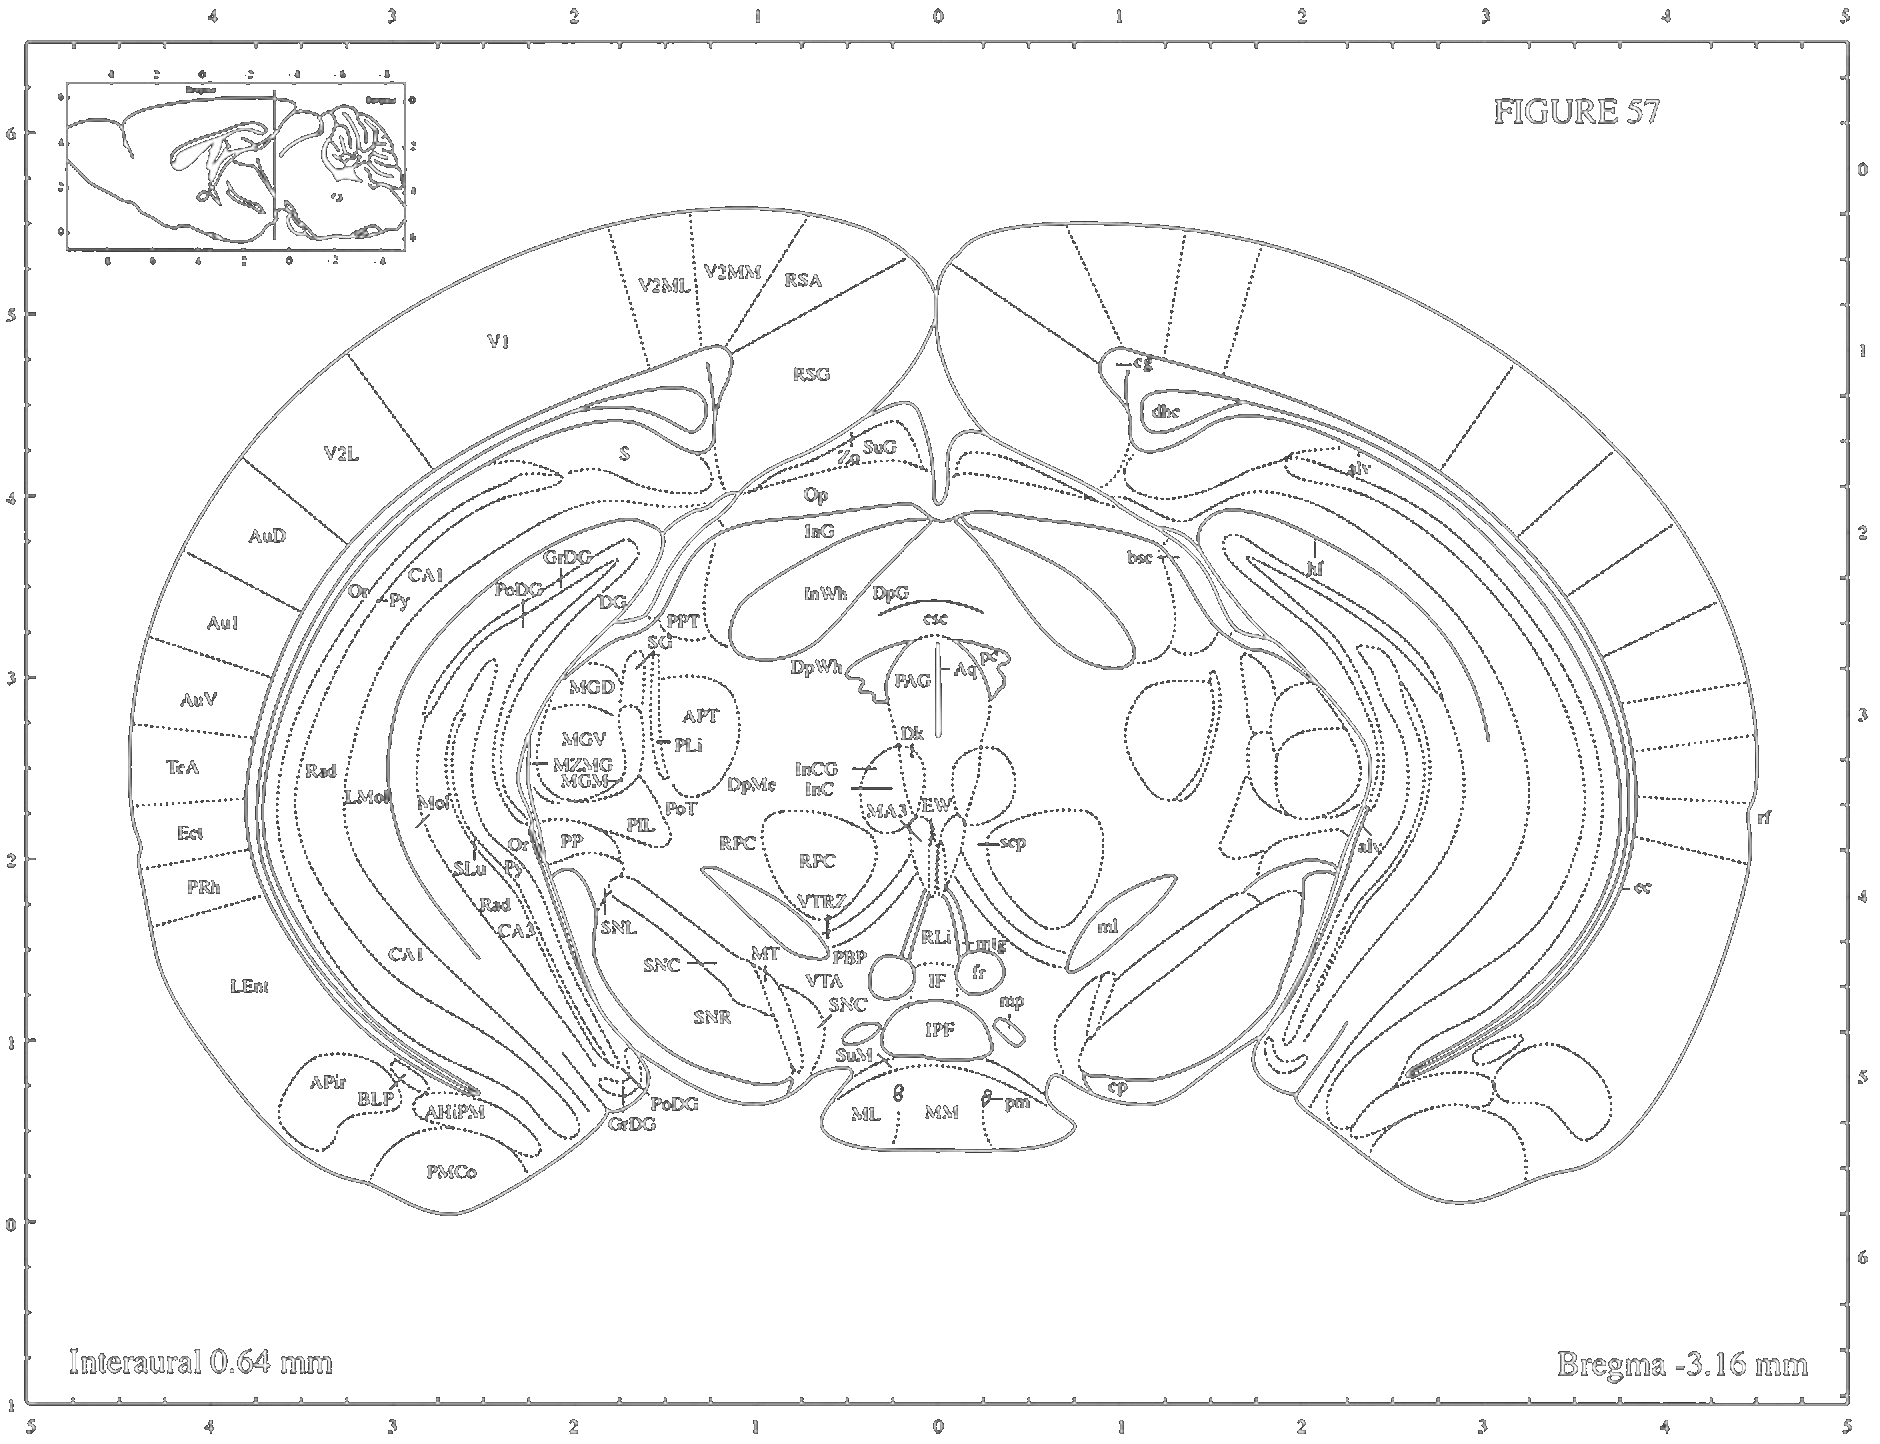 4 3 2 1 0 1 2 3 4 5
Bregma
FIGURE 57
6
0
V2ML V2MM RSA
5
V1
1
cg
RSG
dhc
V2L
S
Zo SuG
alv
4
Op
AuD
InG
2
GrDG
bsc
hf
Or CA1 Py
PoDG
DG
InWh DpG
Au1
PPT
csc
SG
3
MGD
DpWh
PAG Aq pc
AuV
APT
3
MGV
PLi
Dk
TeA
Rad
MZMG
InCG
MGM
DpMe
InC
LMol Mol
PoT
MA3 EW
rf
Ect
PIL
Or
PP
RPC
scp
alv
2
RPC
SLu Py
PRh
ec
4
Rad
VTRZ
CA3
SNL
RLi mlg
ml
CA1
SNC
MT
PBP
VTA
IF fr
LEnt
SNC
mp
SNR
IPF
1
SuM
5
APir
BLP
cp
AHiPM
PoDG
ML MM pm
GrDG
PMCo
0
6
Interaural 0.64 mm
Bregma -3.16 mm
1
5 4 3 2 1 0 1 2 3 4 5